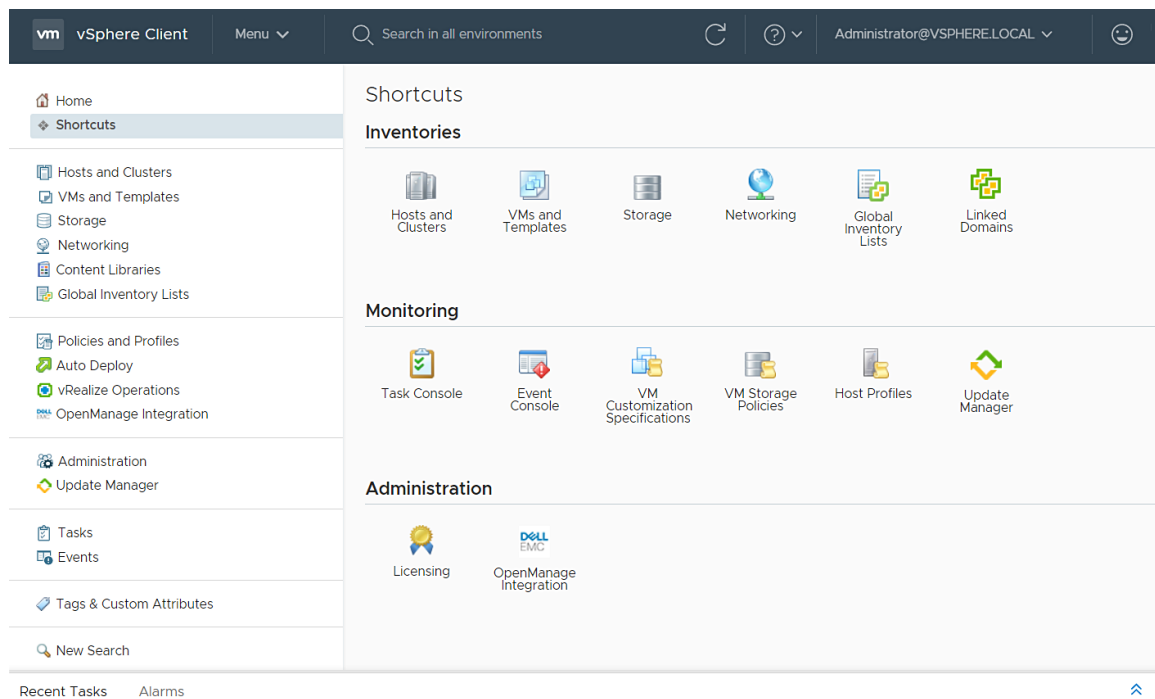 vm vSphere Client Menu Search in all environments Administrator@VSPHERE.LOCAL
Home
Shortcuts
Hosts and Clusters
VMs and Templates
Storage
Networking
Content Libraries
Global Inventory Lists
Policies and Profiles
Auto Deploy
vRealize Operations
DELL EMC OpenManage Integration
Administration
Update Manager
Tasks
Events
Tags & Custom Attributes
New Search
Shortcuts
Inventories
Hosts and
Clusters
VMs and
Templates
Storage
Networking
Global
Inventory
Lists
Linked
Domains
Monitoring
Task Console
Event
Console
VM
Customization
Specifications
VM Storage
Policies
Host Profiles
Update
Manager
Administration
Licensing
DELL
EMC
OpenManage
Integration
Recent Tasks Alarms